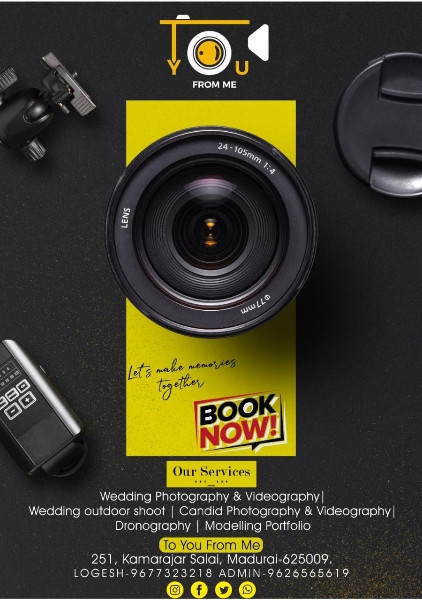 To
YOU
FROM ME
24-105mm 1:4
LENS
Φ77mm
Let's make memories
together
BOOK
NOW!
Our Services
Wedding Photography & Videography|
Wedding outdoor shoot | Candid Photography & Videography|
Dronography | Modelling Portfolio
To You From Me
251, Kamarajar Salai, Madurai-625009.
LOGESH-9677323218 ADMIN-9626565619